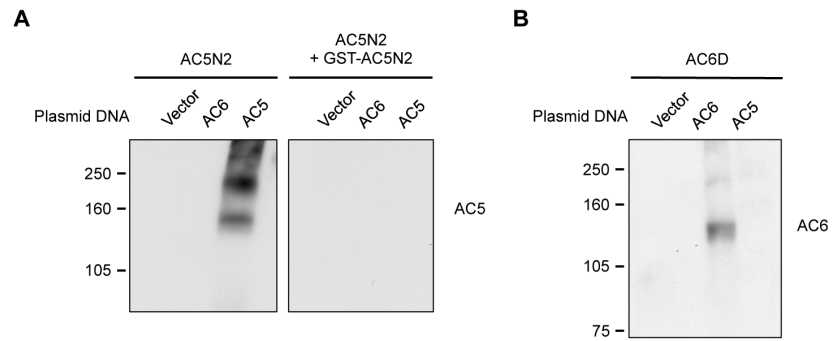 A
AC5N2
AC5N2
+ GST-AC5N2
Plasmid DNA
Vector
AC6
AC5
Vector
AC6
AC5
250
160
105
AC5
B
AC6D
Plasmid DNA
Vector
AC6
AC5
250
160
105
75
AC6